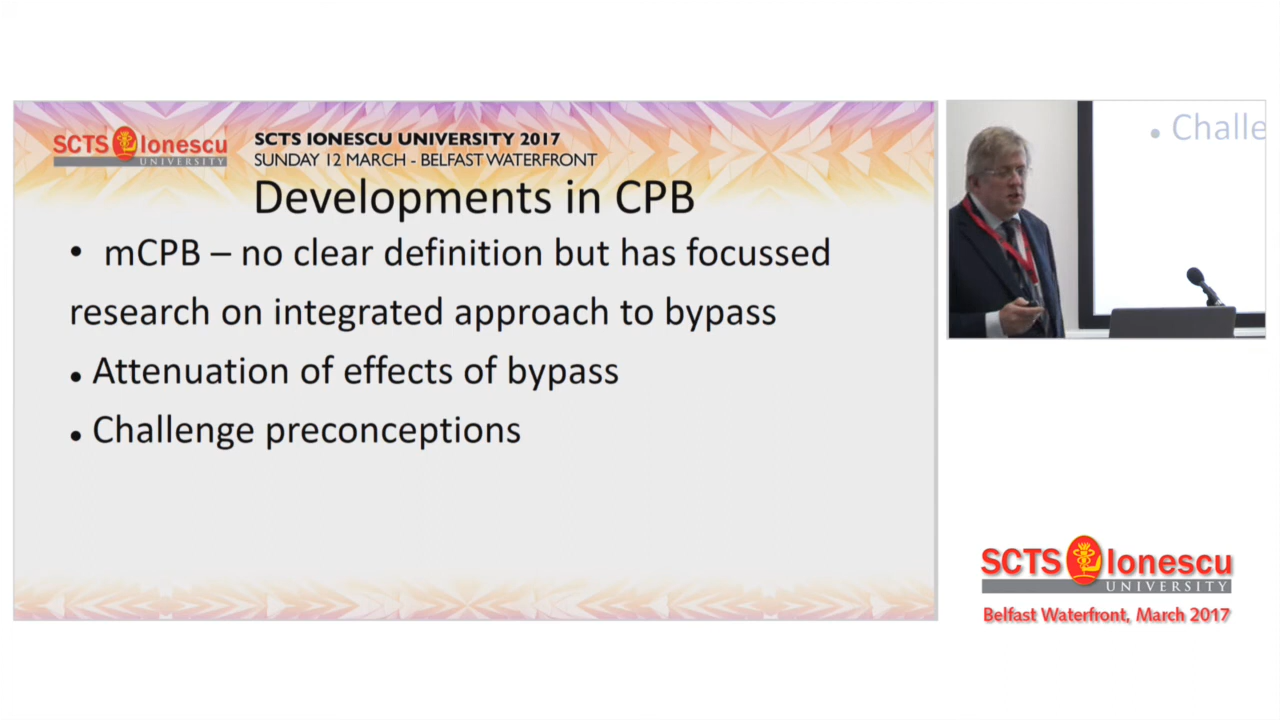 SCTS Ionescu
UNIVERSITY
SCTS IONESCU UNIVERSITY 2017
SUNDAY 12 MARCH - BELFAST WATERFRONT
Developments in CPB
• mCPB – no clear definition but has focussed
research on integrated approach to bypass
• Attenuation of effects of bypass
• Challenge preconceptions
• Challe
SCTS Ionescu
UNIVERSITY
Belfast Waterfront, March 2017